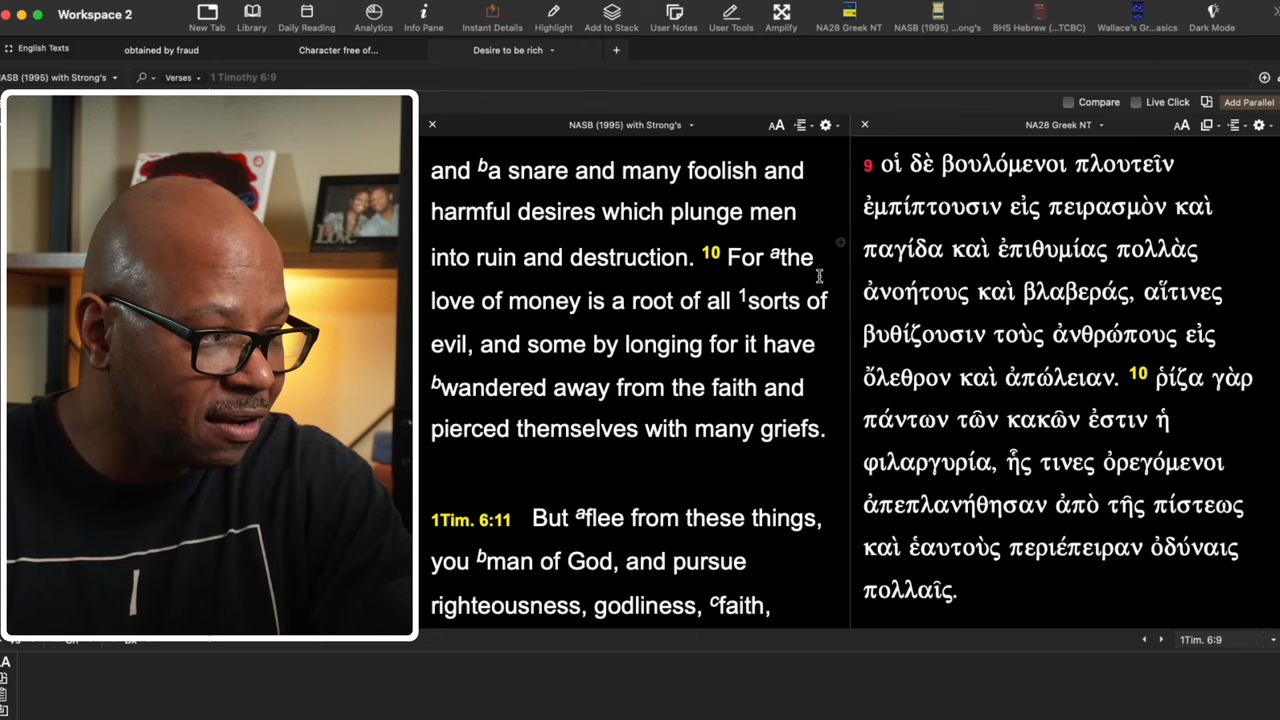 Workspace 2
New Tab Library Daily Reading Analytics Info Pane Instant Details Highlight Add to Stack User Notes User Tools Amplify NA28 Greek NT NASB (1995) ...ong's BHS Hebrew (...TCBC) Wallace's Gr...asics Dark Mode
English Texts obtained by fraud Character free of... Desire to be rich +
NASB (1995) with Strong's Verses 1 Timothy 6:9
Compare Live Click Add Parallel
NASB (1995) with Strong's
and ᵇa snare and many foolish and
harmful desires which plunge men
into ruin and destruction. 10 For ᵃthe
love of money is a root of all ¹sorts of
evil, and some by longing for it have
ᵇwandered away from the faith and
pierced themselves with many griefs.
1Tim. 6:11 But ᵃflee from these things,
you ᵇman of God, and pursue
righteousness, godliness, ᶜfaith,
NA28 Greek NT
9 οἱ δὲ βουλόμενοι πλουτεῖν
ἐμπίπτουσιν εἰς πειρασμὸν καὶ
παγίδα καὶ ἐπιθυμίας πολλὰς
ἀνοήτους καὶ βλαβεράς, αἵτινες
βυθίζουσιν τοὺς ἀνθρώπους εἰς
ὄλεθρον καὶ ἀπώλειαν. 10 ῥίζα γὰρ
πάντων τῶν κακῶν ἐστιν ἡ
φιλαργυρία, ἧς τινες ὀρεγόμενοι
ἀπεπλανήθησαν ἀπὸ τῆς πίστεως
καὶ ἑαυτοὺς περιέπειραν ὀδύναις
πολλαῖς.
1Tim. 6:9
Love